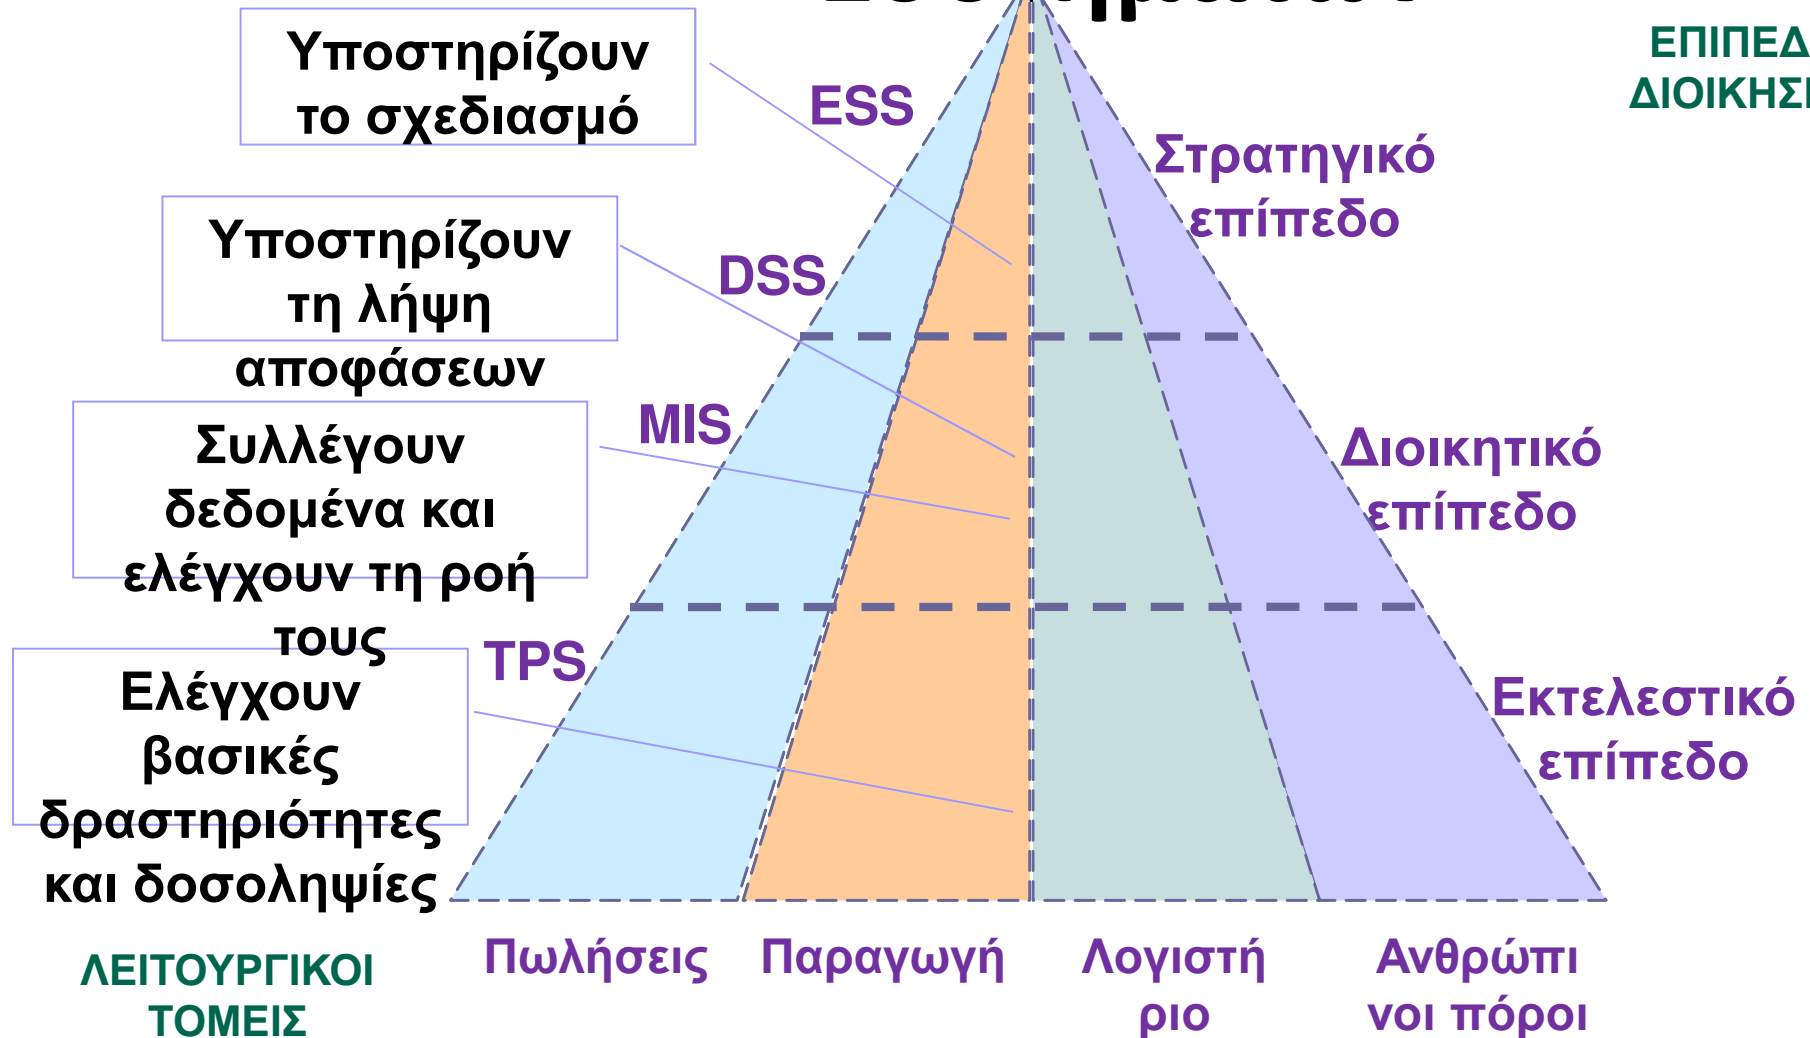 Υποστηρίζουν
το σχεδιασμό
ESS
ΕΠΙΠΕΔ
ΔΙΟΙΚΗΣ
Στρατηγικό
επίπεδο
Υποστηρίζουν
τη λήψη
αποφάσεων
DSS
Συλλέγουν
δεδομένα και
ελέγχουν τη ροή
τους
MIS
Διοικητικό
επίπεδο
Ελέγχουν
βασικές
δραστηριότητες
και δοσοληψίες
TPS
Εκτελεστικό
επίπεδο
ΛΕΙΤΟΥΡΓΙΚΟΙ
ΤΟΜΕΙΣ
Πωλήσεις
Παραγωγή
Λογιστή
ριο
Ανθρώπι
νοι πόροι